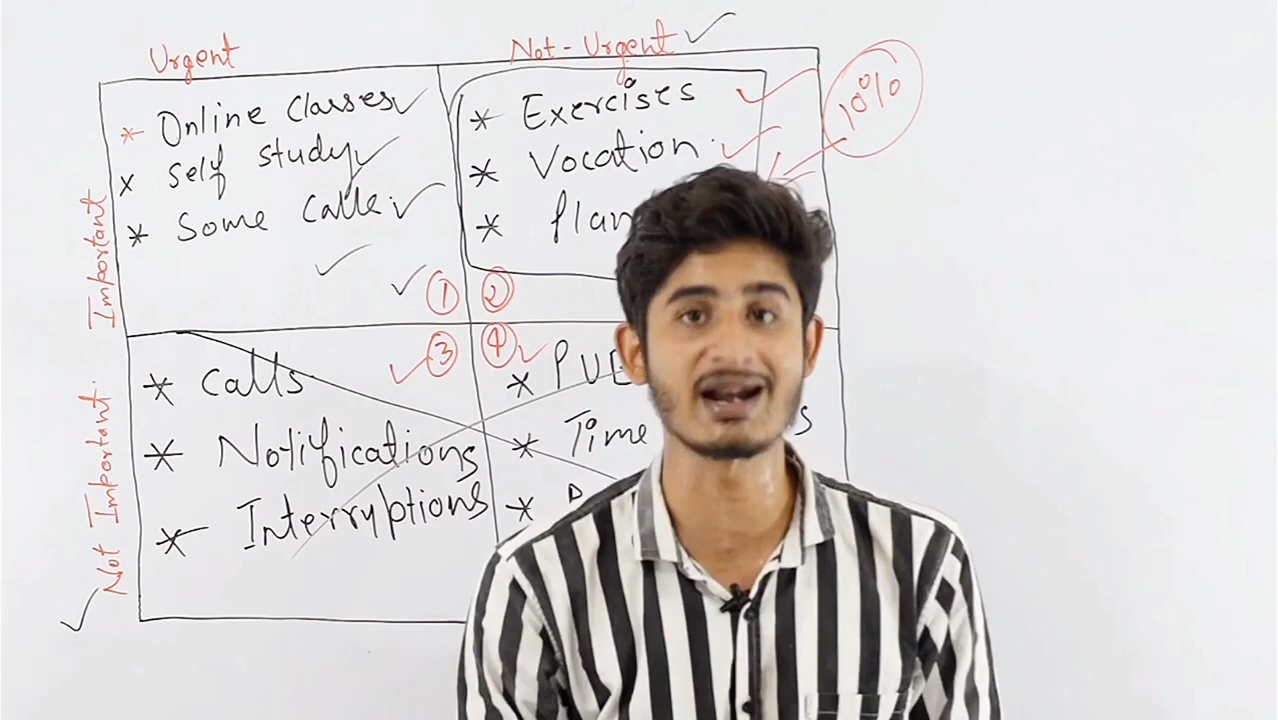 Urgent
Not-Urgent
* Online classes
* Self study
* Some calls
* Exercises
* Vocation
* Plan
10%
Important
1
2
3
4
* Calls
* Notifications
* Interryptions
*
* Time
*
Not Important